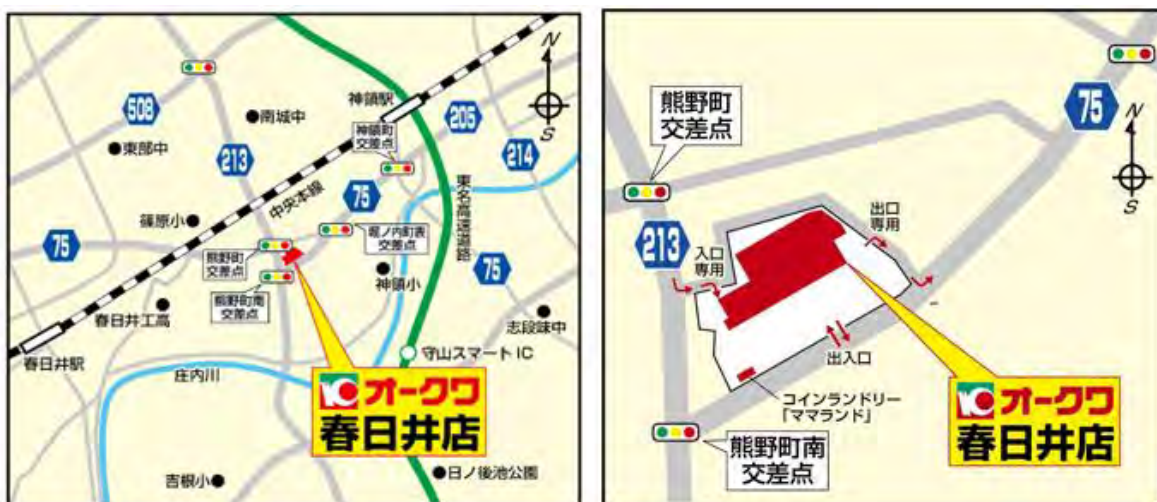 N
S
神領駅
508
南城中
神領町
交差点
205
東部中
213
214
中央本線
75
東名高速道路
篠原小
堀ノ内町表
交差点
75
熊野町
交差点
神領小
75
熊野町南
交差点
春日井工高
志段味中
春日井駅
守山スマートIC
庄内川
オークワ
春日井店
吉根小
日ノ後池公園
75
熊野町
交差点
N
S
出口
専用
213
入口
専用
出入口
コインランドリー
「ママランド」
オークワ
春日井店
熊野町南
交差点